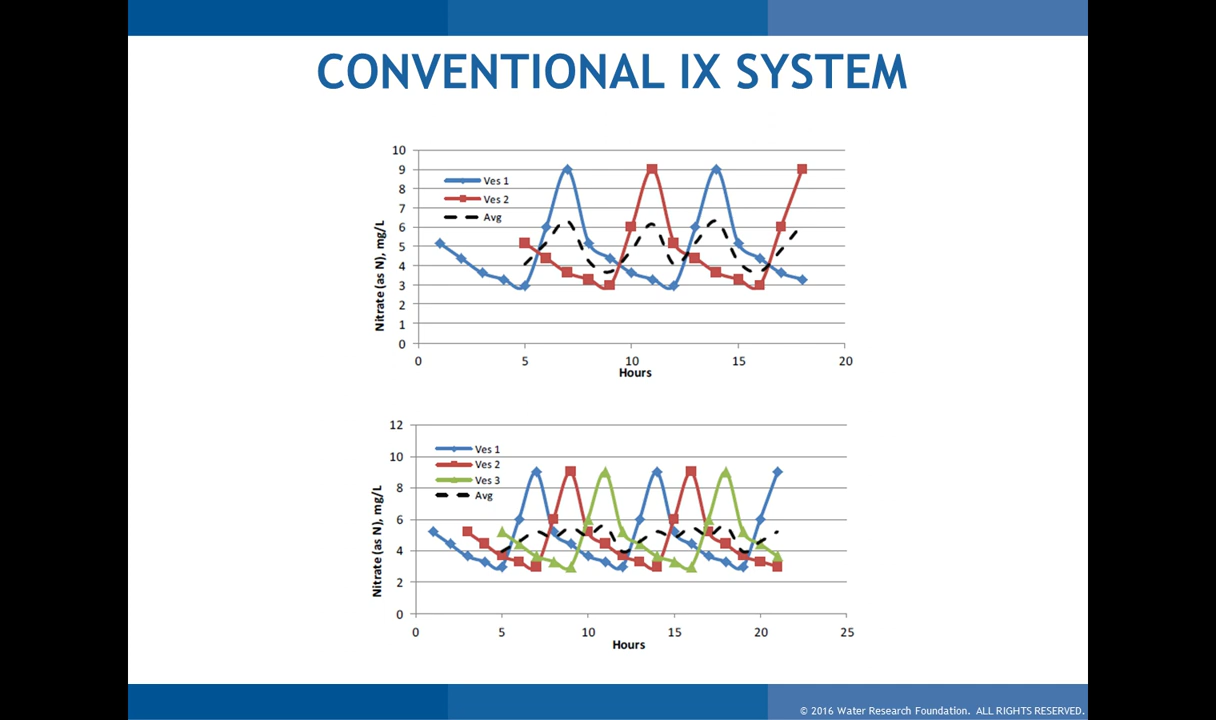 CONVENTIONAL IX SYSTEM
10
9
8
7
6
5
4
3
2
1
0
Nitrate (as N), mg/L
Ves 1
Ves 2
Avg
0 5 10 15 20
Hours
12
10
8
6
4
2
0
Nitrate (as N), mg/L
Ves 1
Ves 2
Ves 3
Avg
0 5 10 15 20 25
Hours
© 2016 Water Research Foundation. ALL RIGHTS RESERVED.